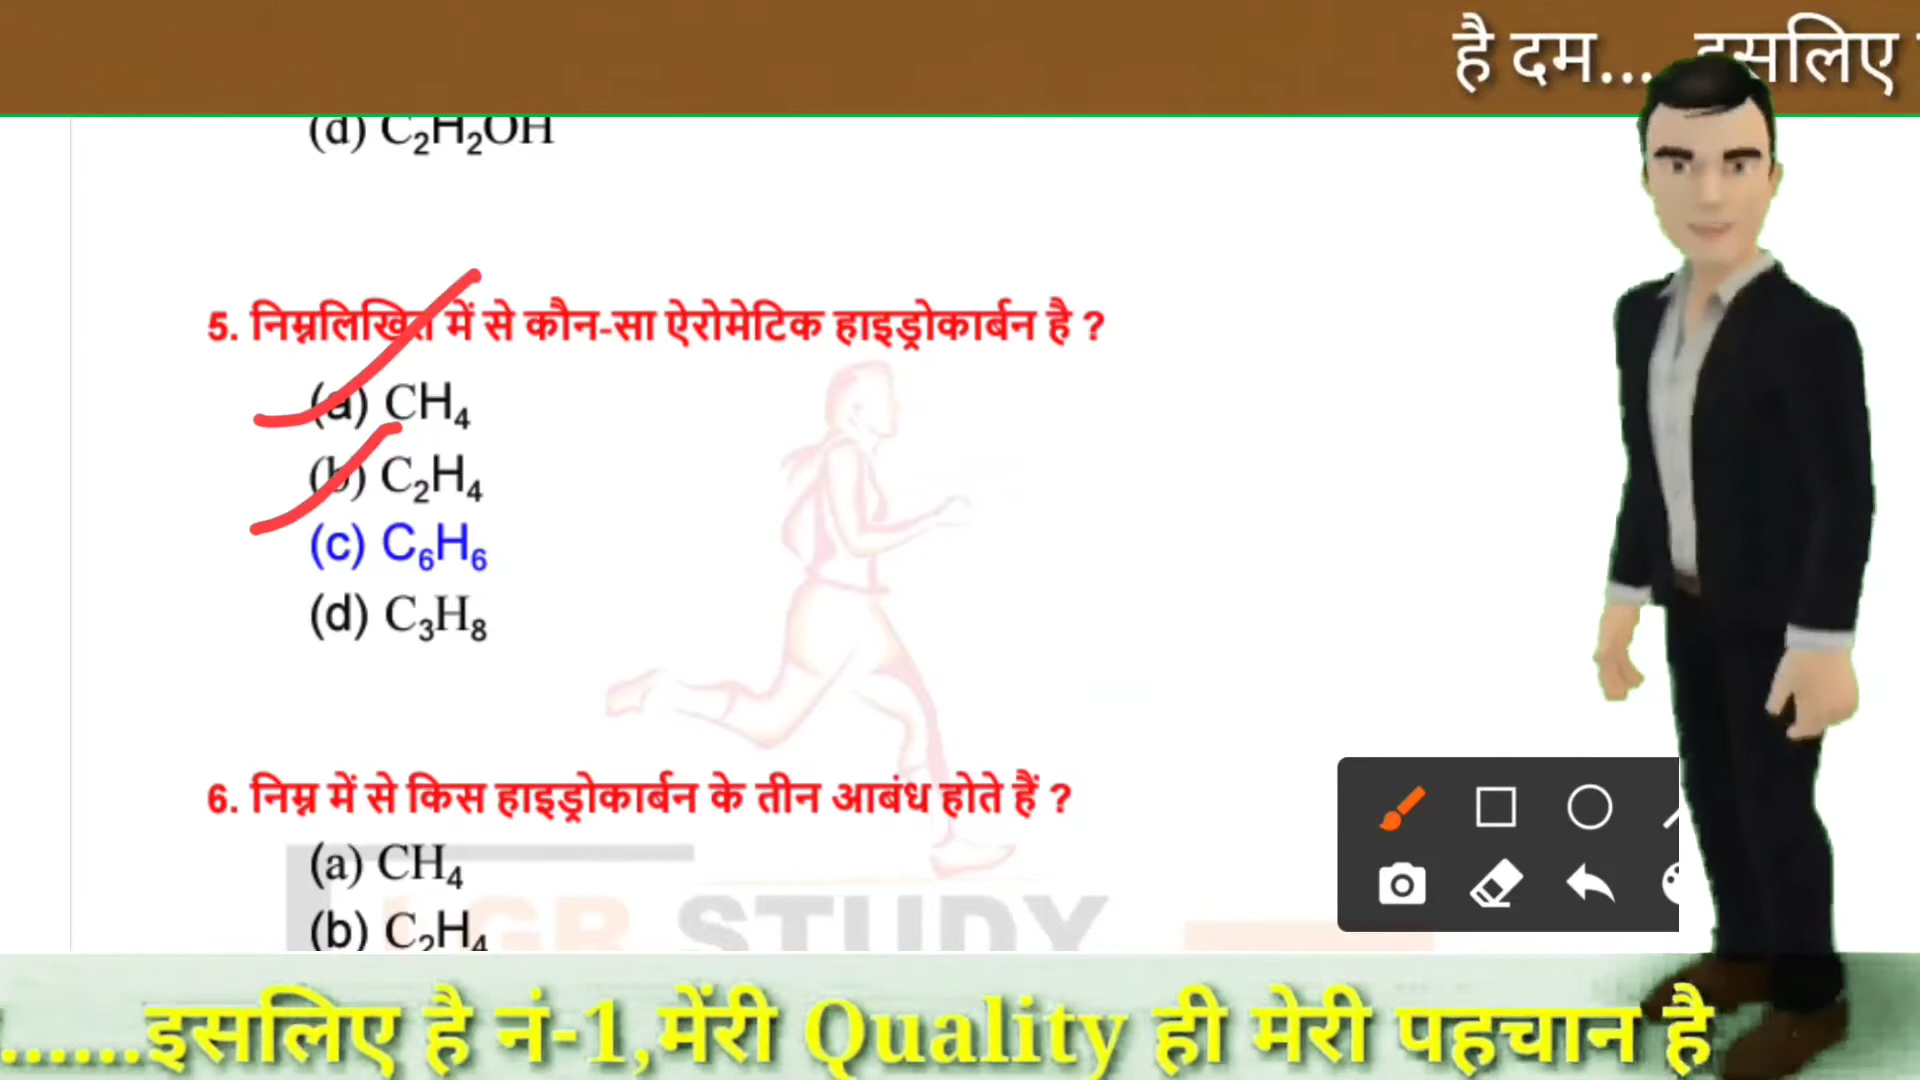 है दम... इसलिए
(d) C₂H₂OH
5. निम्नलिखित में से कौन-सा ऐरोमेटिक हाइड्रोकार्बन है ?
(a) CH₄
(b) C₂H₄
(c) C₆H₆
(d) C₃H₈
6. निम्न में से किस हाइड्रोकार्बन के तीन आबंध होते हैं ?
(a) CH₄
(b) C₂H₄
LGR STUDY
......इसलिए है नं-1,मेंरी Quality ही मेरी पहचान है